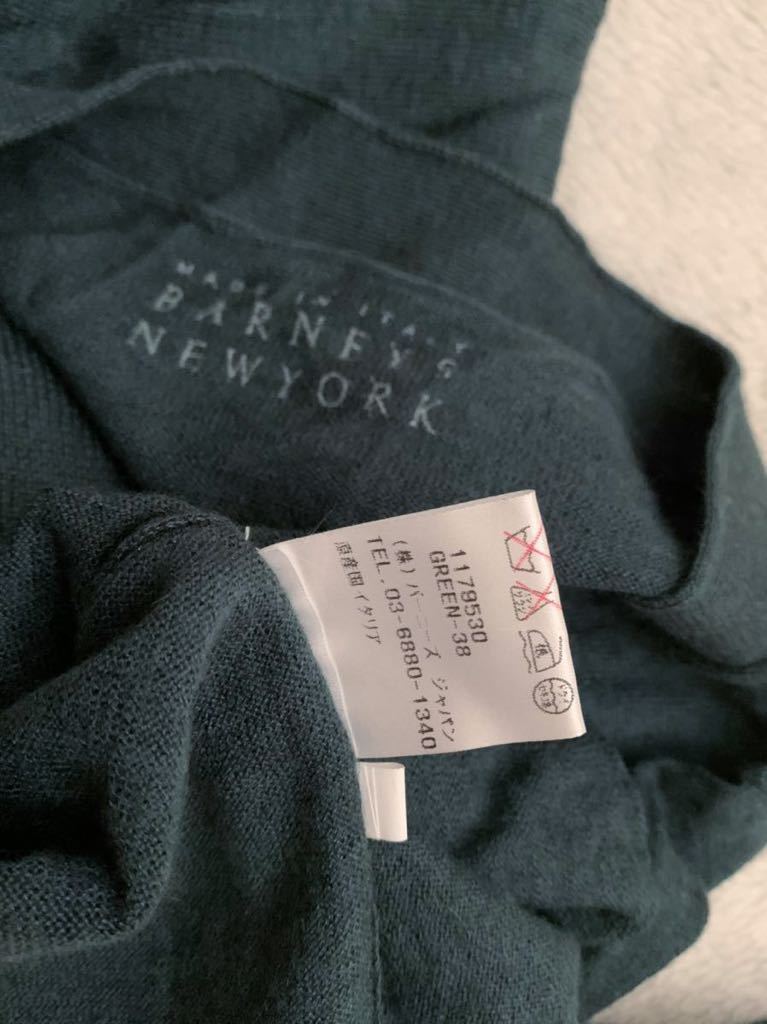 MADE IN ITALY
BARNEYS
NEWYORK
1179530
GREEN-38
(株)バーニーズ ジャパン
TEL.03-6880-1340
原産国イタリア